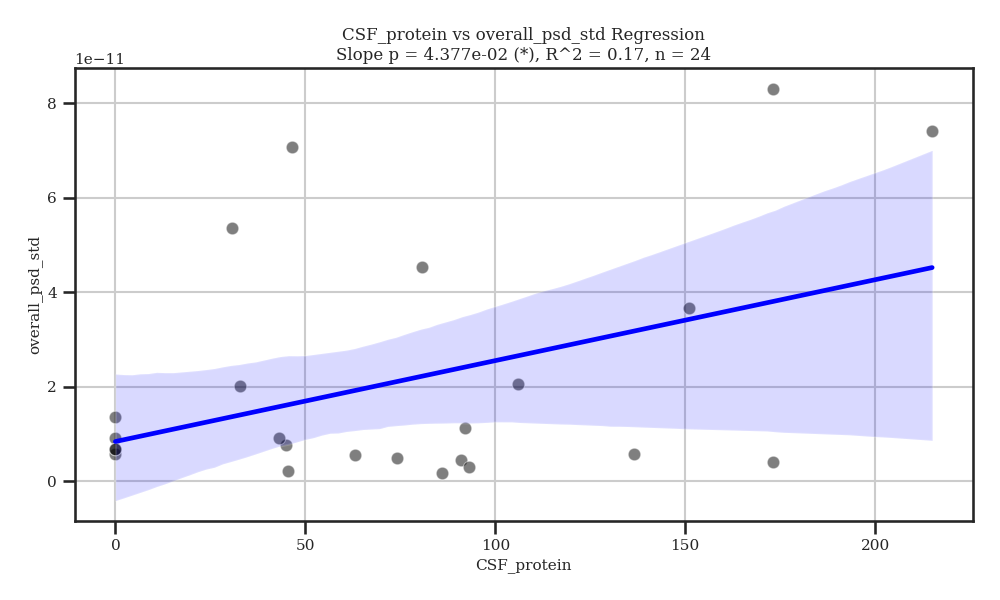 CSF_protein vs overall_psd_std Regression
Slope p = 4.377e-02 (*), R^2 = 0.17, n = 24
1e−11
8
6
4
2
0
overall_psd_std
0 50 100 150 200
CSF_protein